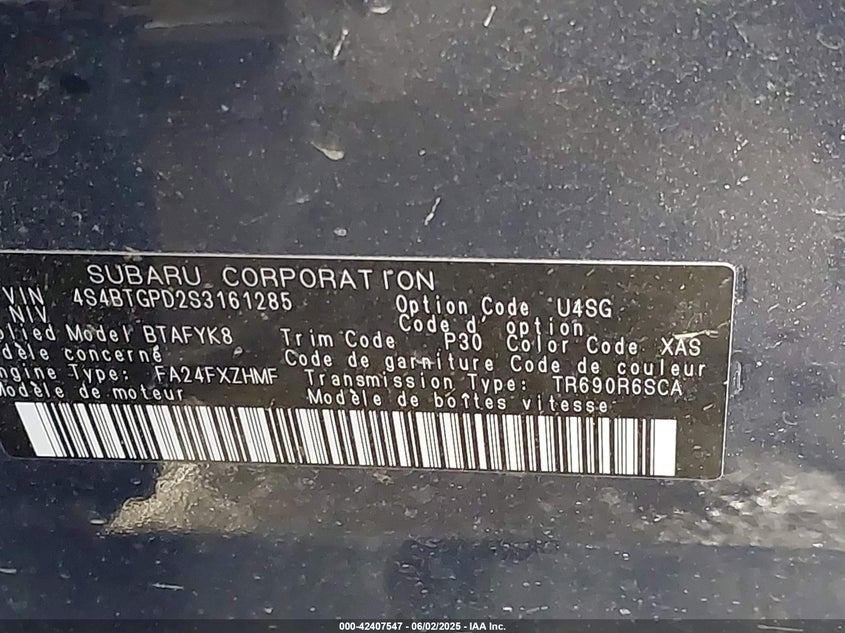 SUBARU CORPORATION
VIN 4S4BTGPD2S3161285 Option Code U4SG
NIV Code d' option
plied Model BTAFYK8 Trim Code P30 Color Code XAS
dèle concerné Code de garniture Code de couleur
ngine Type: FA24FXZHMF Transmission Type: TR690R6SCA
Modèle de moteur Modèle de boîtes vitesse
000-42407547 - 06/02/2025 - IAA Inc.